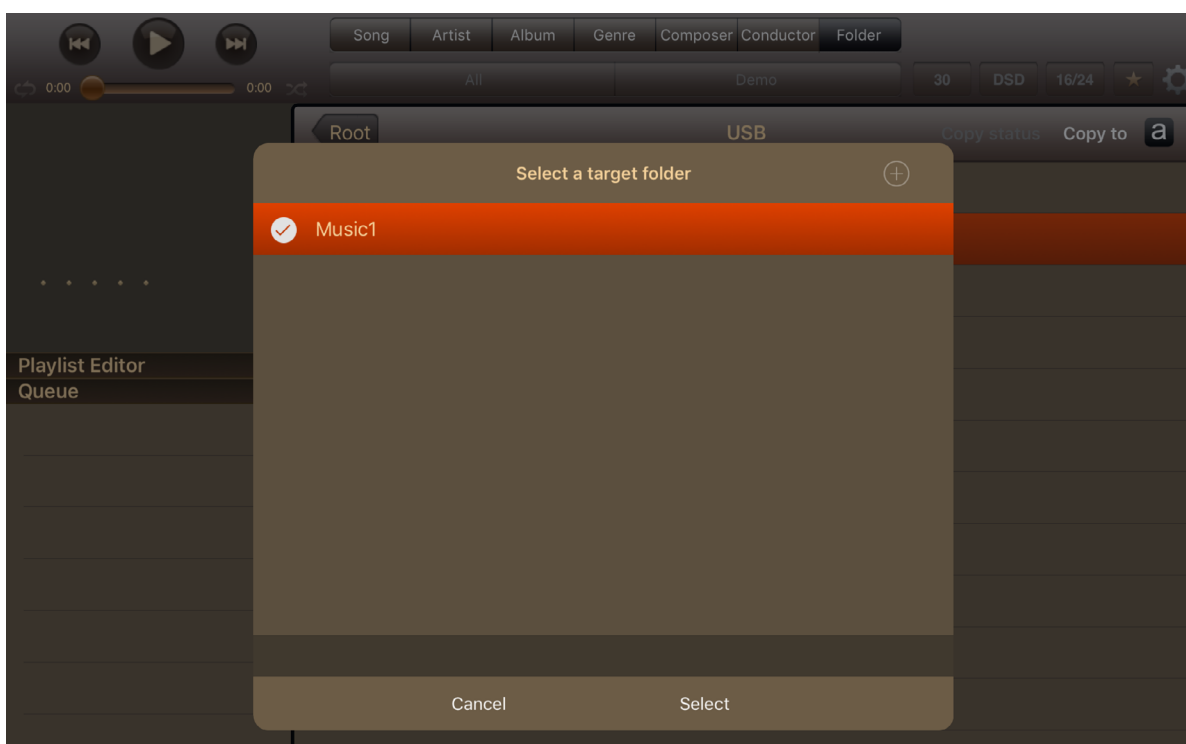 Song Artist Album Genre Composer Conductor Folder
0:00 0:00
All Demo 30 DSD 16/24
Root USB Copy status Copy to a
Select a target folder
Music1
Playlist Editor
Queue
Cancel Select